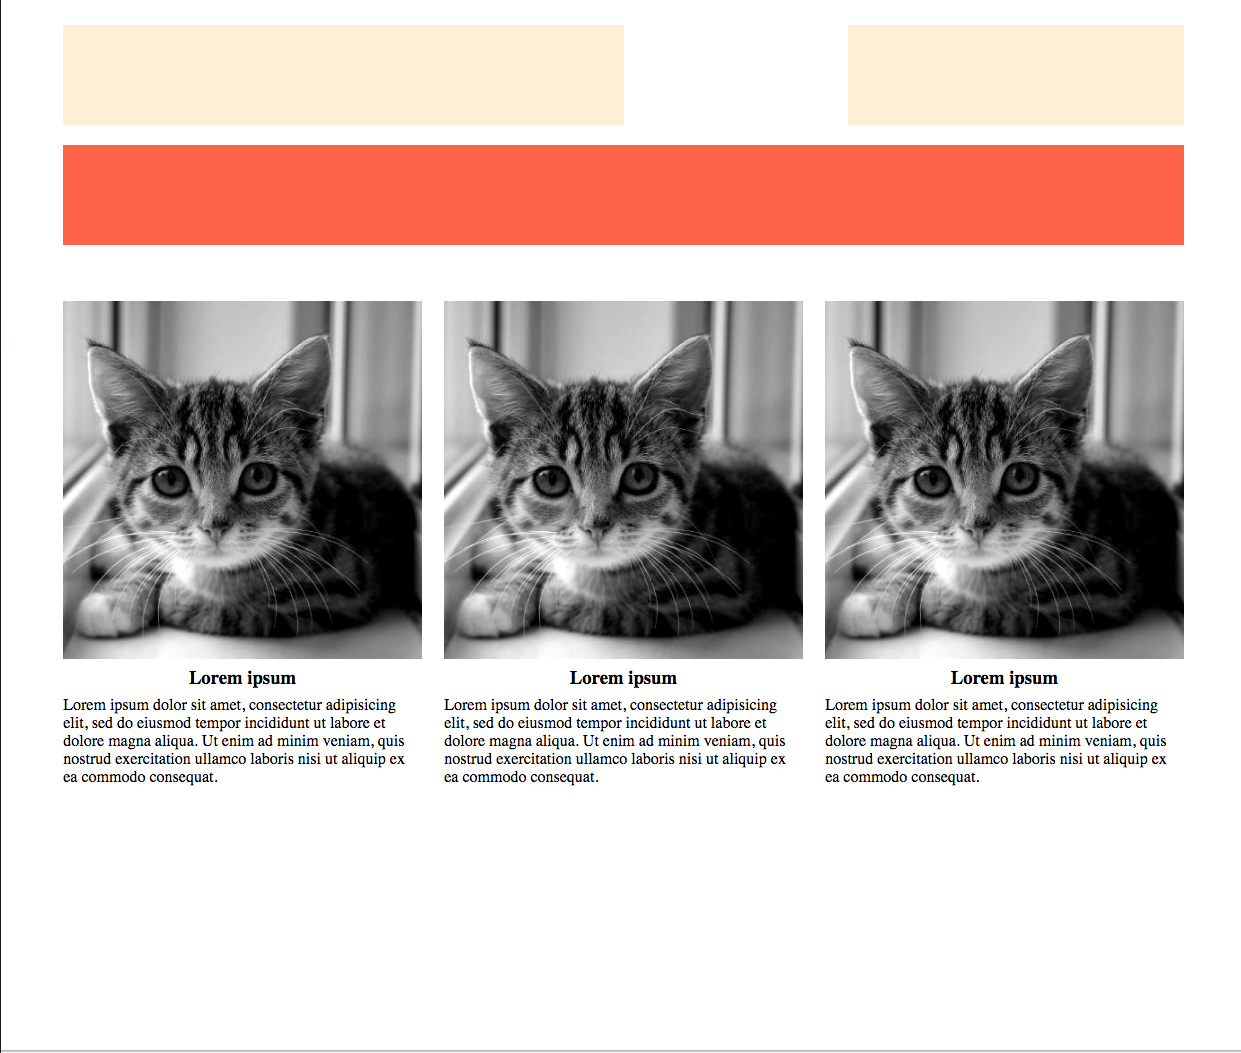 Lorem ipsum
Lorem ipsum dolor sit amet, consectetur adipisicing
elit, sed do eiusmod tempor incididunt ut labore et
dolore magna aliqua. Ut enim ad minim veniam, quis
nostrud exercitation ullamco laboris nisi ut aliquip ex
ea commodo consequat.
Lorem ipsum
Lorem ipsum dolor sit amet, consectetur adipisicing
elit, sed do eiusmod tempor incididunt ut labore et
dolore magna aliqua. Ut enim ad minim veniam, quis
nostrud exercitation ullamco laboris nisi ut aliquip ex
ea commodo consequat.
Lorem ipsum
Lorem ipsum dolor sit amet, consectetur adipisicing
elit, sed do eiusmod tempor incididunt ut labore et
dolore magna aliqua. Ut enim ad minim veniam, quis
nostrud exercitation ullamco laboris nisi ut aliquip ex
ea commodo consequat.